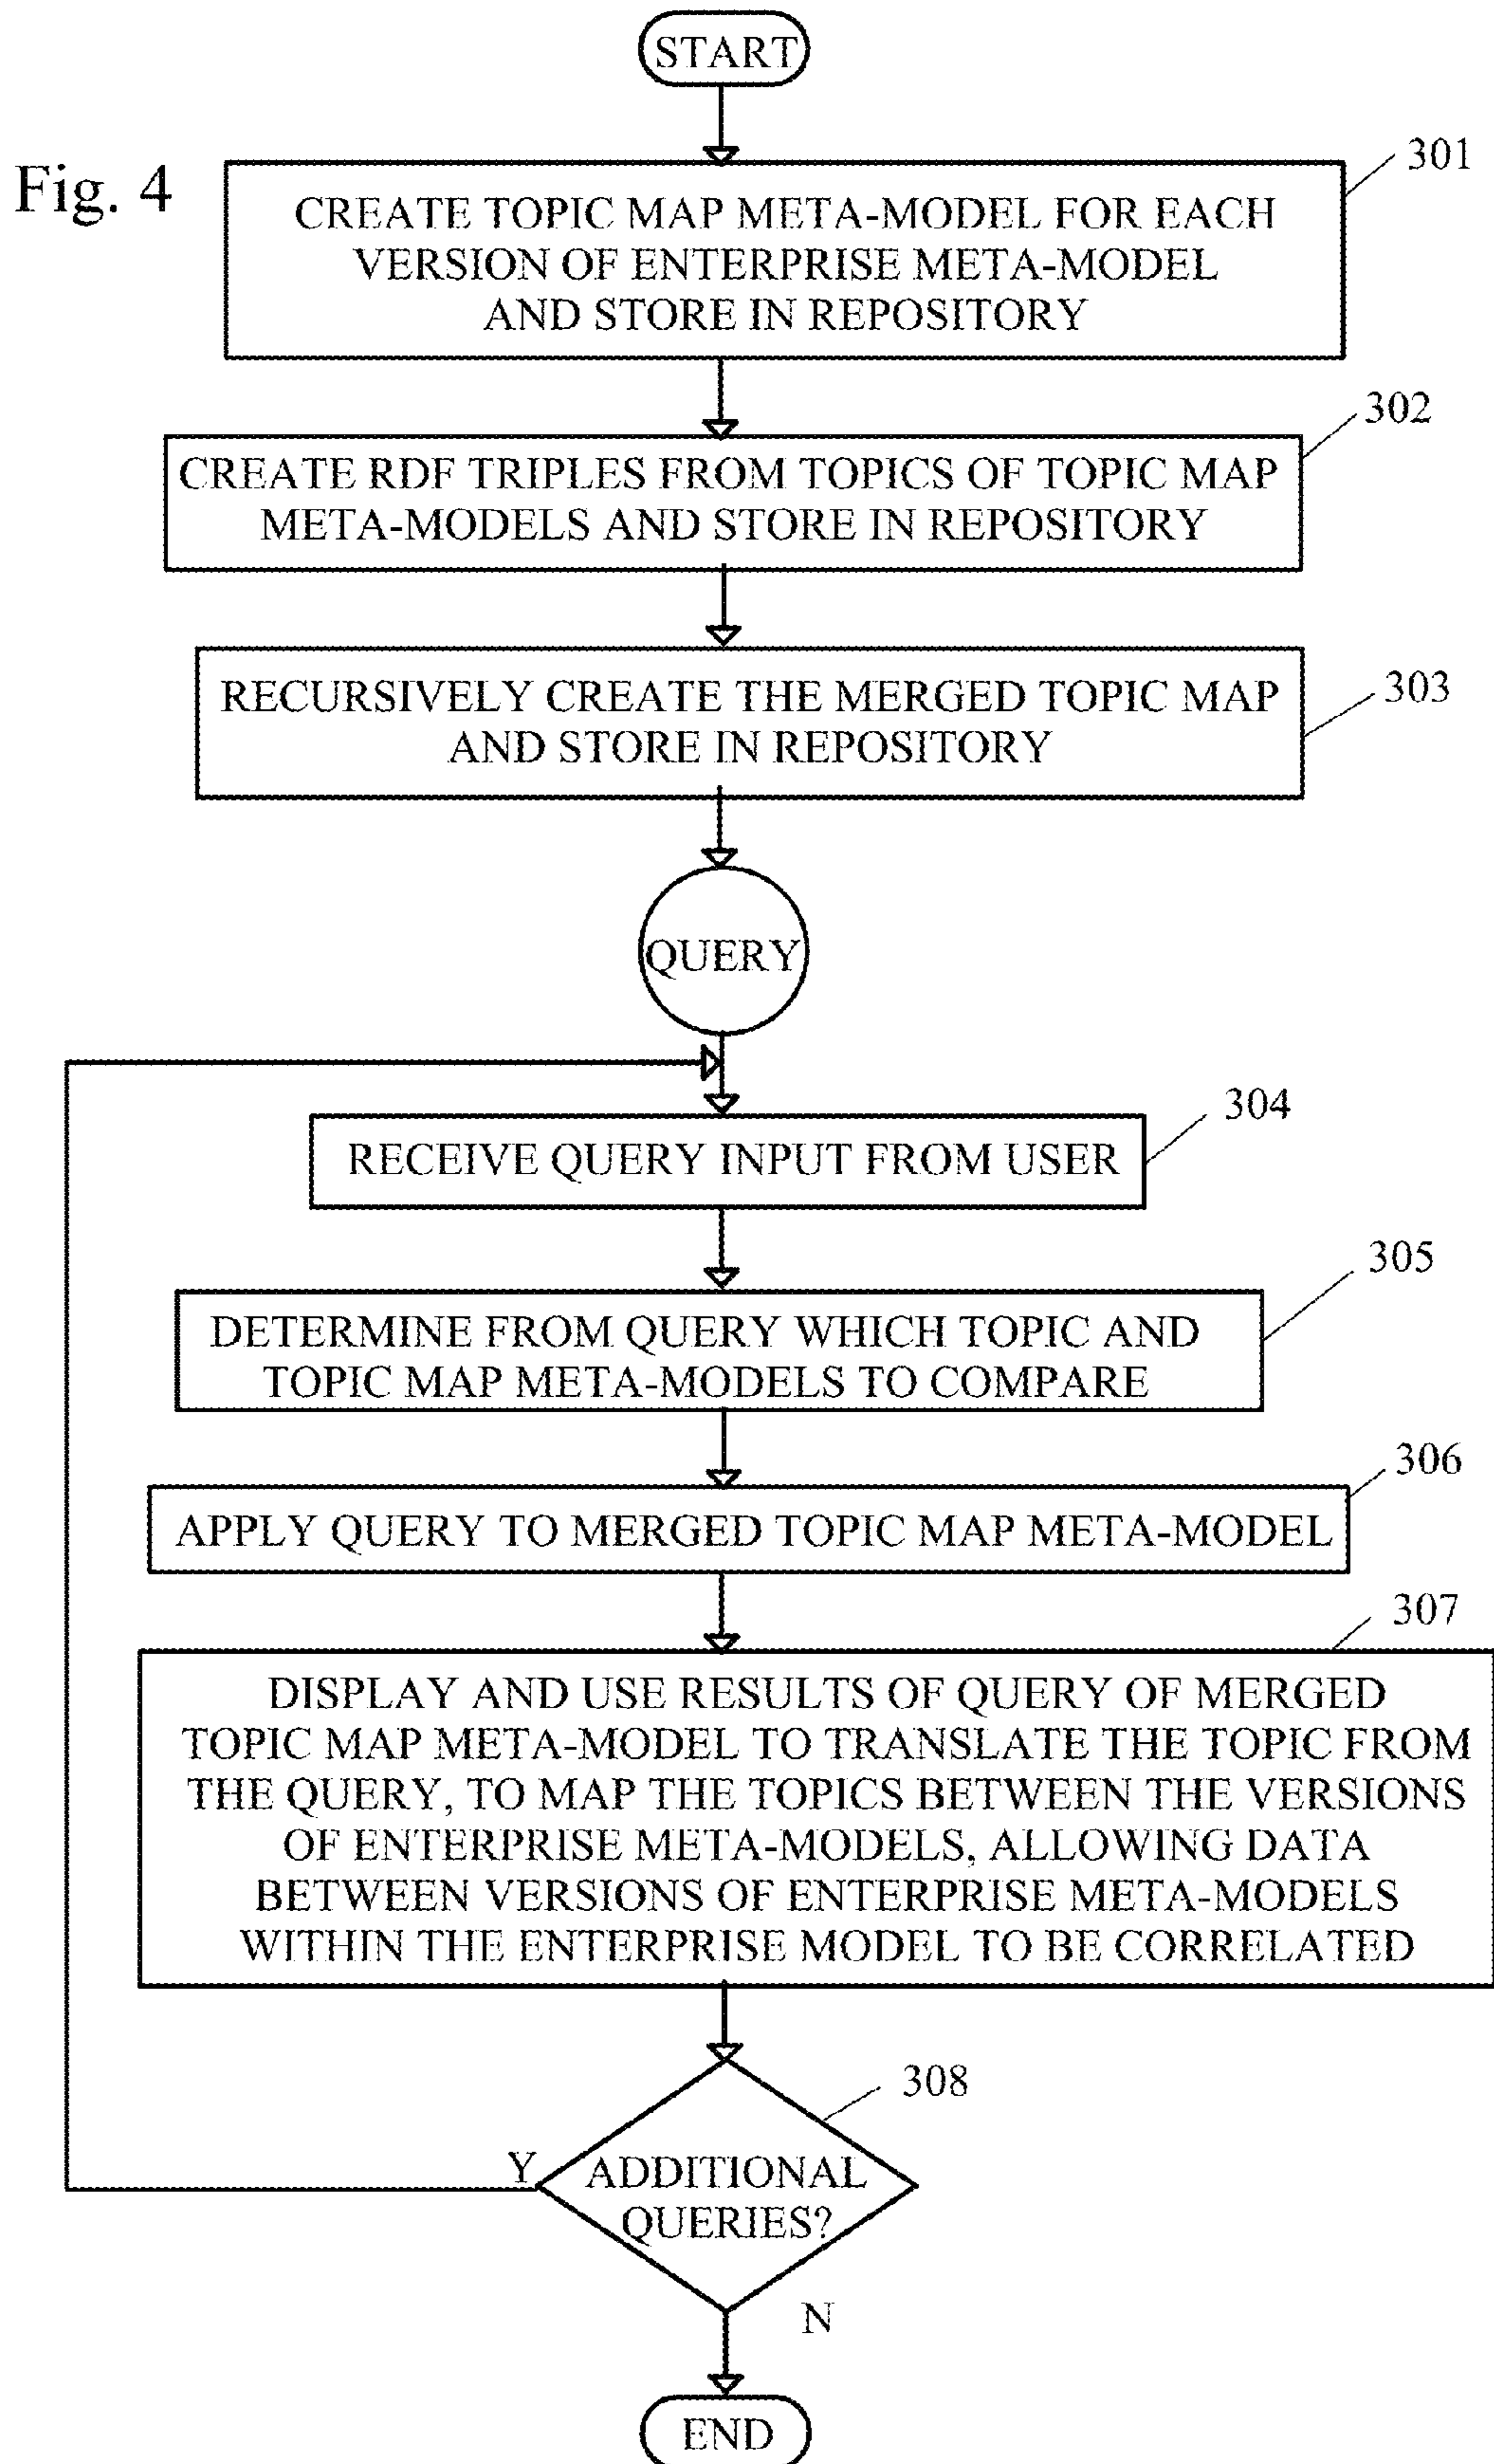 START
Fig. 4
301
CREATE TOPIC MAP META-MODEL FOR EACH
VERSION OF ENTERPRISE META-MODEL
AND STORE IN REPOSITORY
302
CREATE RDF TRIPLES FROM TOPICS OF TOPIC MAP
META-MODELS AND STORE IN REPOSITORY
303
RECURSIVELY CREATE THE MERGED TOPIC MAP
AND STORE IN REPOSITORY
QUERY
304
RECEIVE QUERY INPUT FROM USER
305
DETERMINE FROM QUERY WHICH TOPIC AND
TOPIC MAP META-MODELS TO COMPARE
306
APPLY QUERY TO MERGED TOPIC MAP META-MODEL
307
DISPLAY AND USE RESULTS OF QUERY OF MERGED
TOPIC MAP META-MODEL TO TRANSLATE THE TOPIC FROM
THE QUERY, TO MAP THE TOPICS BETWEEN THE VERSIONS
OF ENTERPRISE META-MODELS, ALLOWING DATA
BETWEEN VERSIONS OF ENTERPRISE META-MODELS
WITHIN THE ENTERPRISE MODEL TO BE CORRELATED
308
Y
ADDITIONAL
QUERIES?
N
END